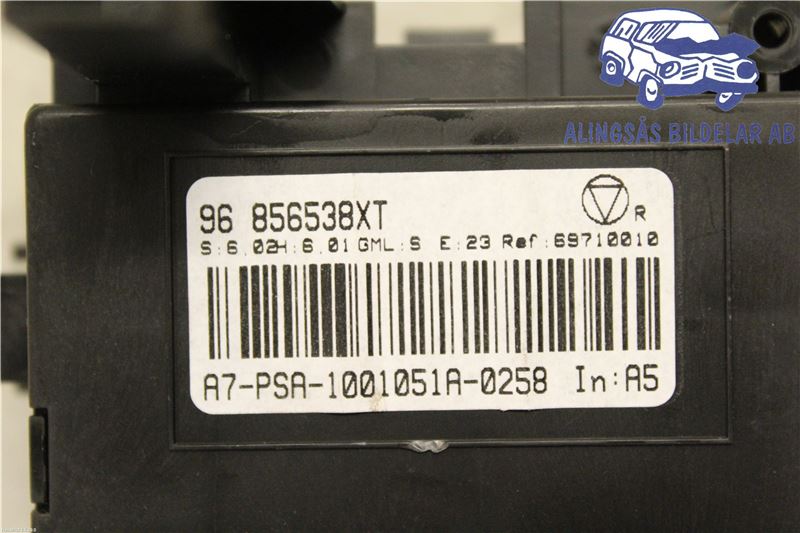 ALINGSÅS BILDELAR AB
96 856538XT
R
S:6.02H:6.01 GML:S E:23 Ref:69710010
A7-PSA-1001051A-0258 In:A5